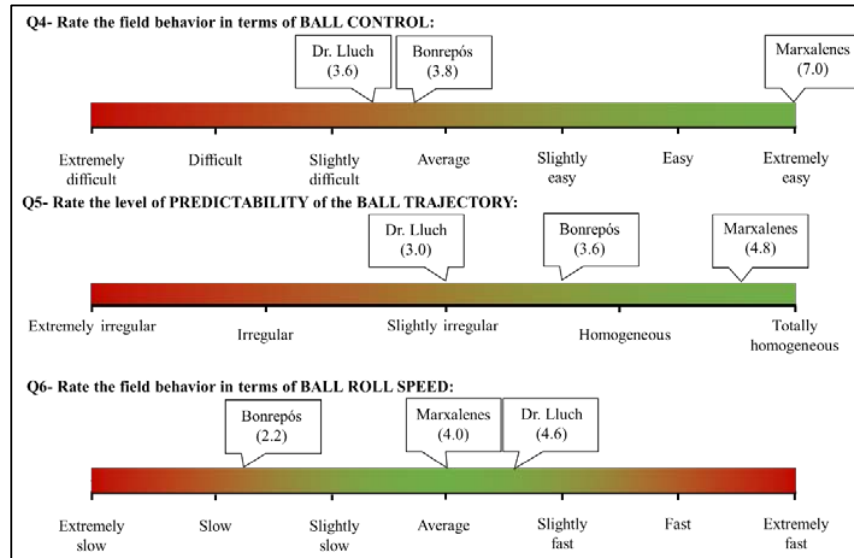 Q4- Rate the field behavior in terms of BALL CONTROL:
Dr. Lluch
(3.6)
Bonrepós
(3.8)
Marxalenes
(7.0)
Extremely
difficult
Difficult
Slightly
difficult
Average
Slightly
easy
Easy
Extremely
easy
Q5- Rate the level of PREDICTABILITY of the BALL TRAJECTORY:
Dr. Lluch
(3.0)
Bonrepós
(3.6)
Marxalenes
(4.8)
Extremely irregular
Irregular
Slightly irregular
Homogeneous
Totally
homogeneous
Q6- Rate the field behavior in terms of BALL ROLL SPEED:
Bonrepós
(2.2)
Marxalenes
(4.0)
Dr. Lluch
(4.6)
Extremely
slow
Slow
Slightly
slow
Average
Slightly
fast
Fast
Extremely
fast